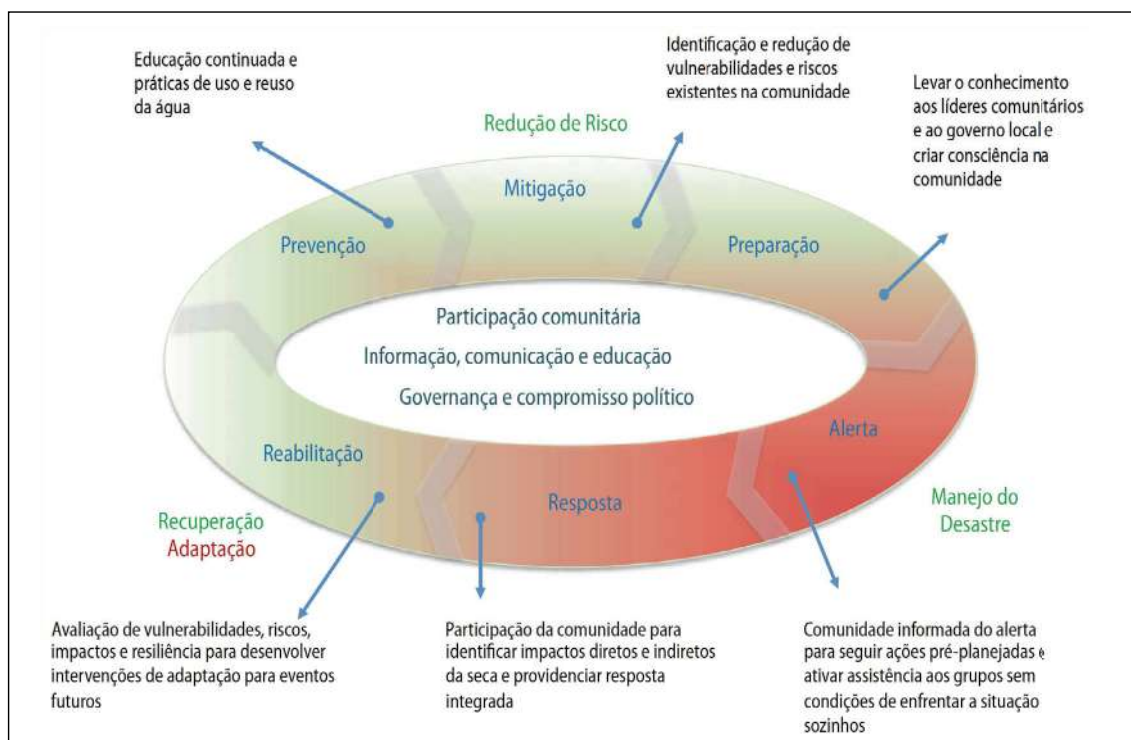 Educação continuada e
práticas de uso e reuso
da água
Identificação e redução de
vulnerabilidades e riscos
existentes na comunidade
Levar o conhecimento
aos líderes comunitários
e ao governo local e
criar consciência na
comunidade
Redução de Risco
Mitigação
Prevenção
Preparação
Participação comunitária
Informação, comunicação e educação
Governança e compromisso político
Reabilitação
Resposta
Alerta
Recuperação
Adaptação
Manejo do
Desastre
Avaliação de vulnerabilidades, riscos,
impactos e resiliência para desenvolver
intervenções de adaptação para eventos
futuros
Participação da comunidade para
identificar impactos diretos e indiretos
da seca e providenciar resposta
integrada
Comunidade informada do alerta
para seguir ações pré-planejadas e
ativar assistência aos grupos sem
condições de enfrentar a situação
sozinhos